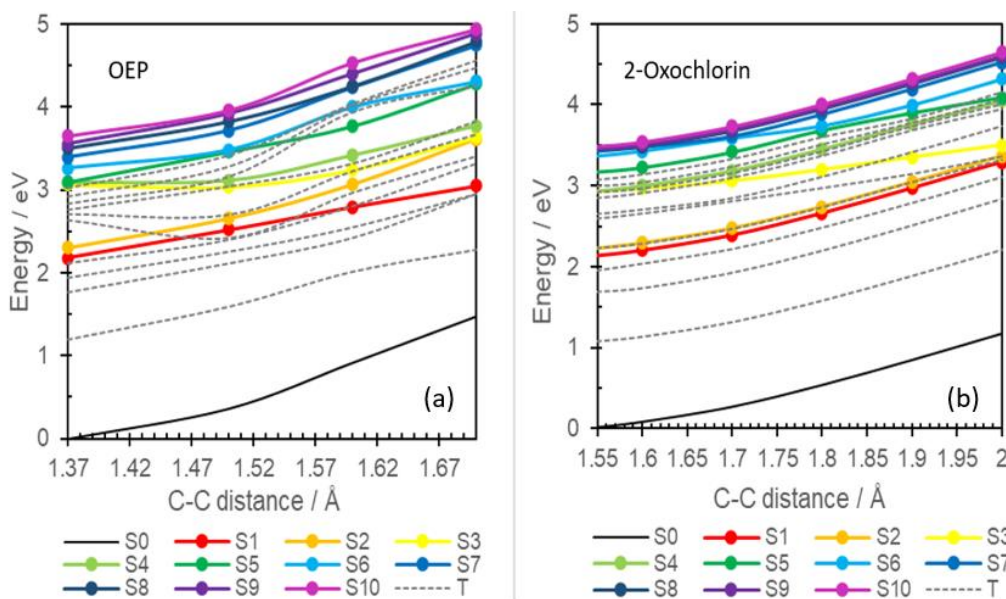 OEP
Energy / eV
5
4
3
2
1
0
(a)
1.37 1.42 1.47 1.52 1.57 1.62 1.67
C-C distance / Å
S0 S1 S2 S3
S4 S5 S6 S7
S8 S9 S10 T
2-Oxochlorin
Energy / eV
5
4
3
2
1
0
(b)
1.55 1.6 1.65 1.7 1.75 1.8 1.85 1.9 1.95 2
C-C distance / Å
S0 S1 S2 S3
S4 S5 S6 S7
S8 S9 S10 T